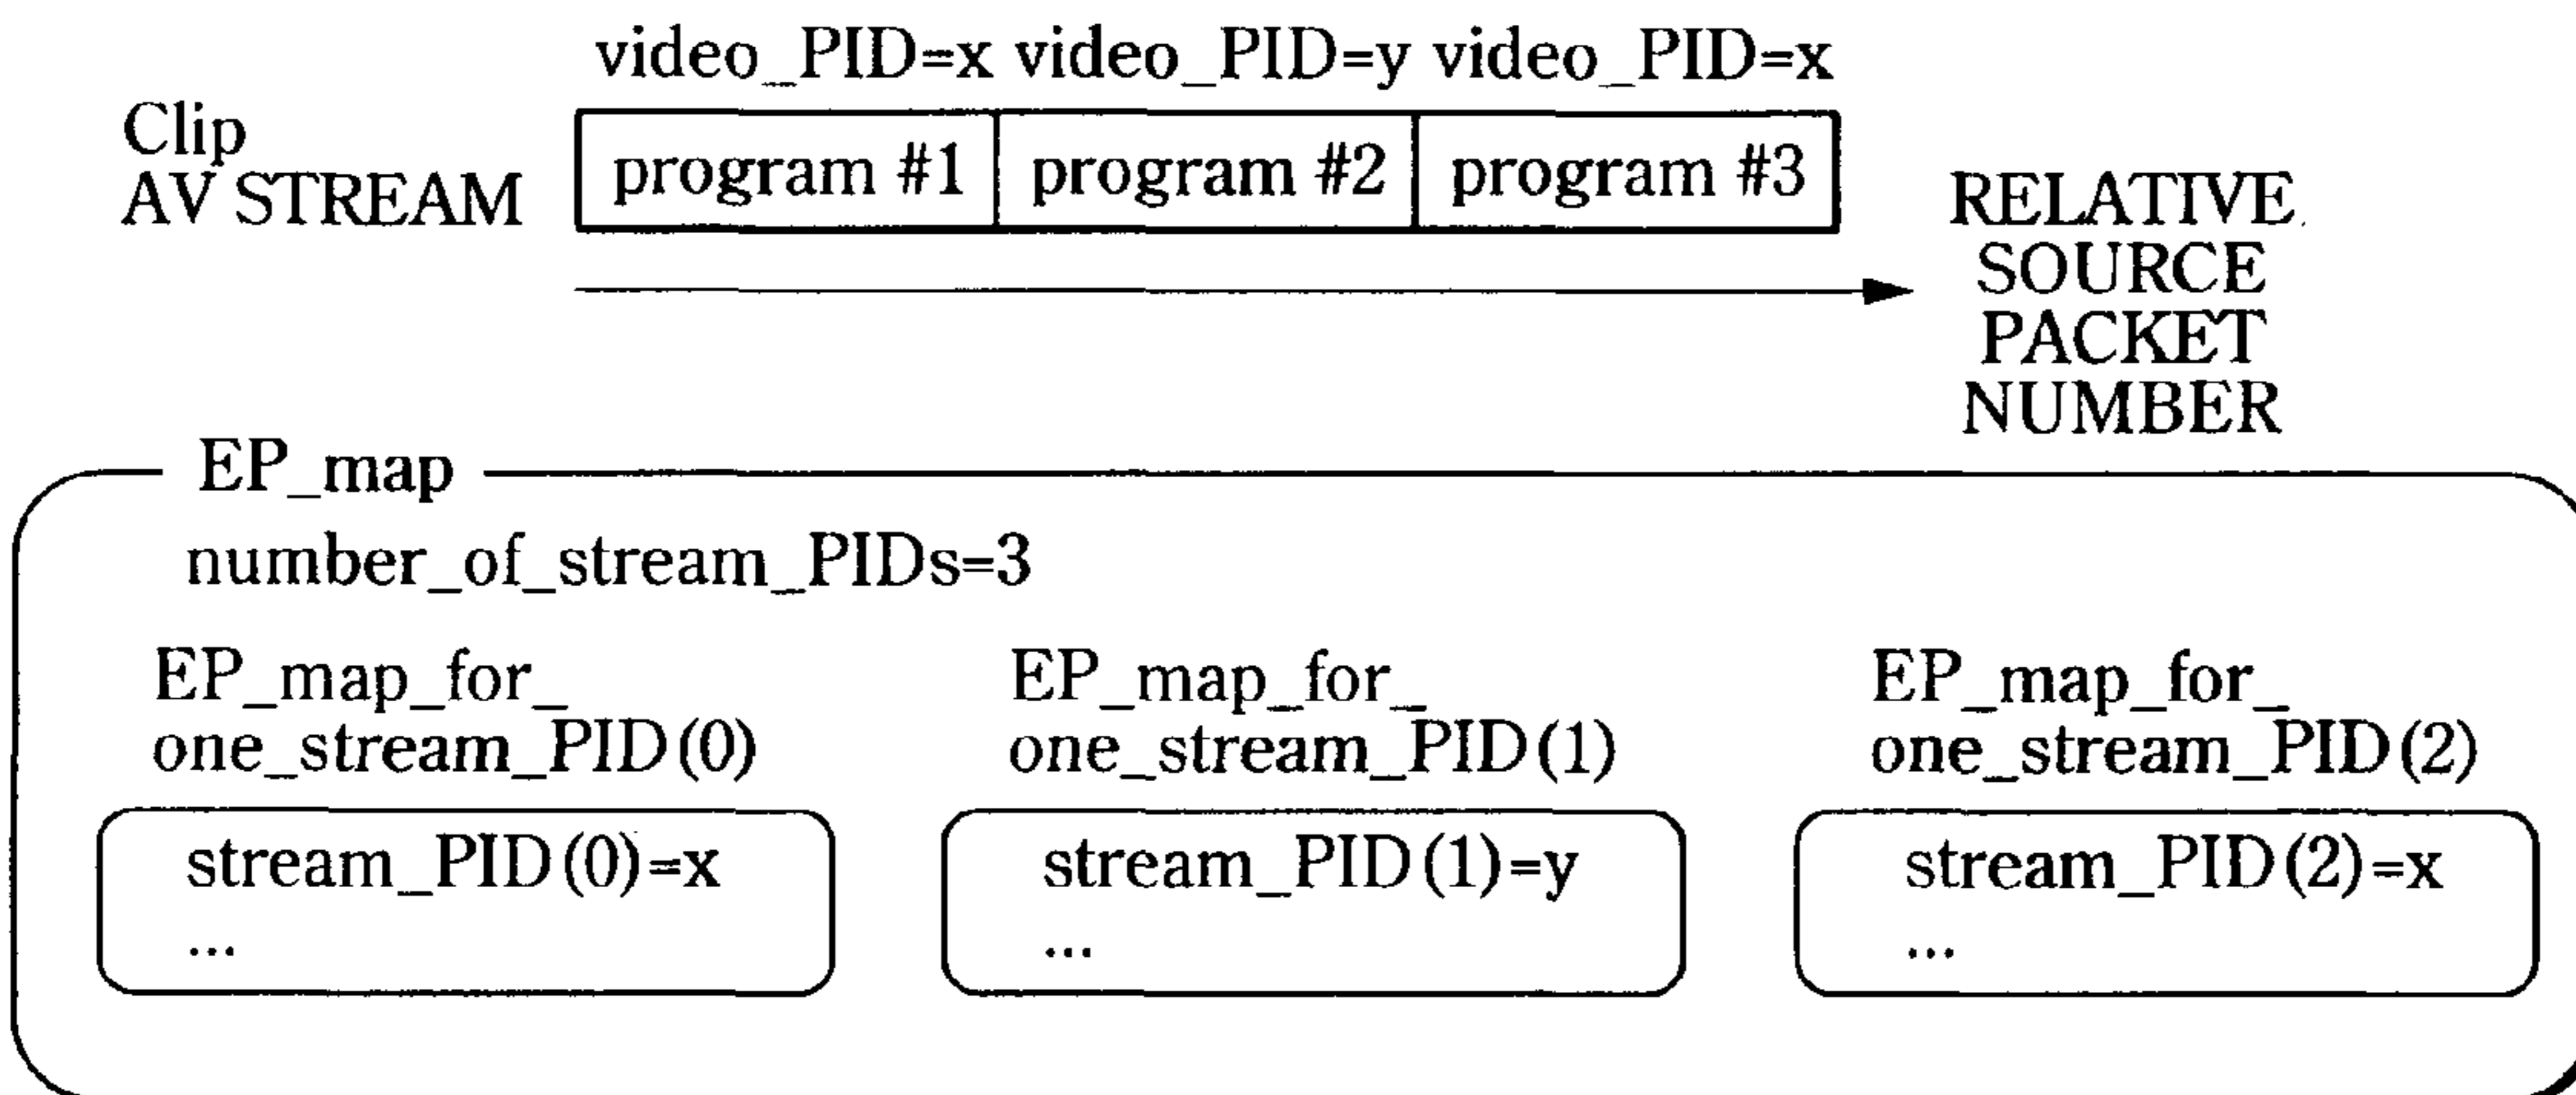 video_PID=x video_PID=y video_PID=x
Clip
AV STREAM
program #1 program #2 program #3
RELATIVE
SOURCE
PACKET
NUMBER
EP_map
number_of_stream_PIDs=3
EP_map_for_
one_stream_PID(0)
EP_map_for_
one_stream_PID(1)
EP_map_for_
one_stream_PID(2)
stream_PID(0)=x
...
stream_PID(1)=y
...
stream_PID(2)=x
...